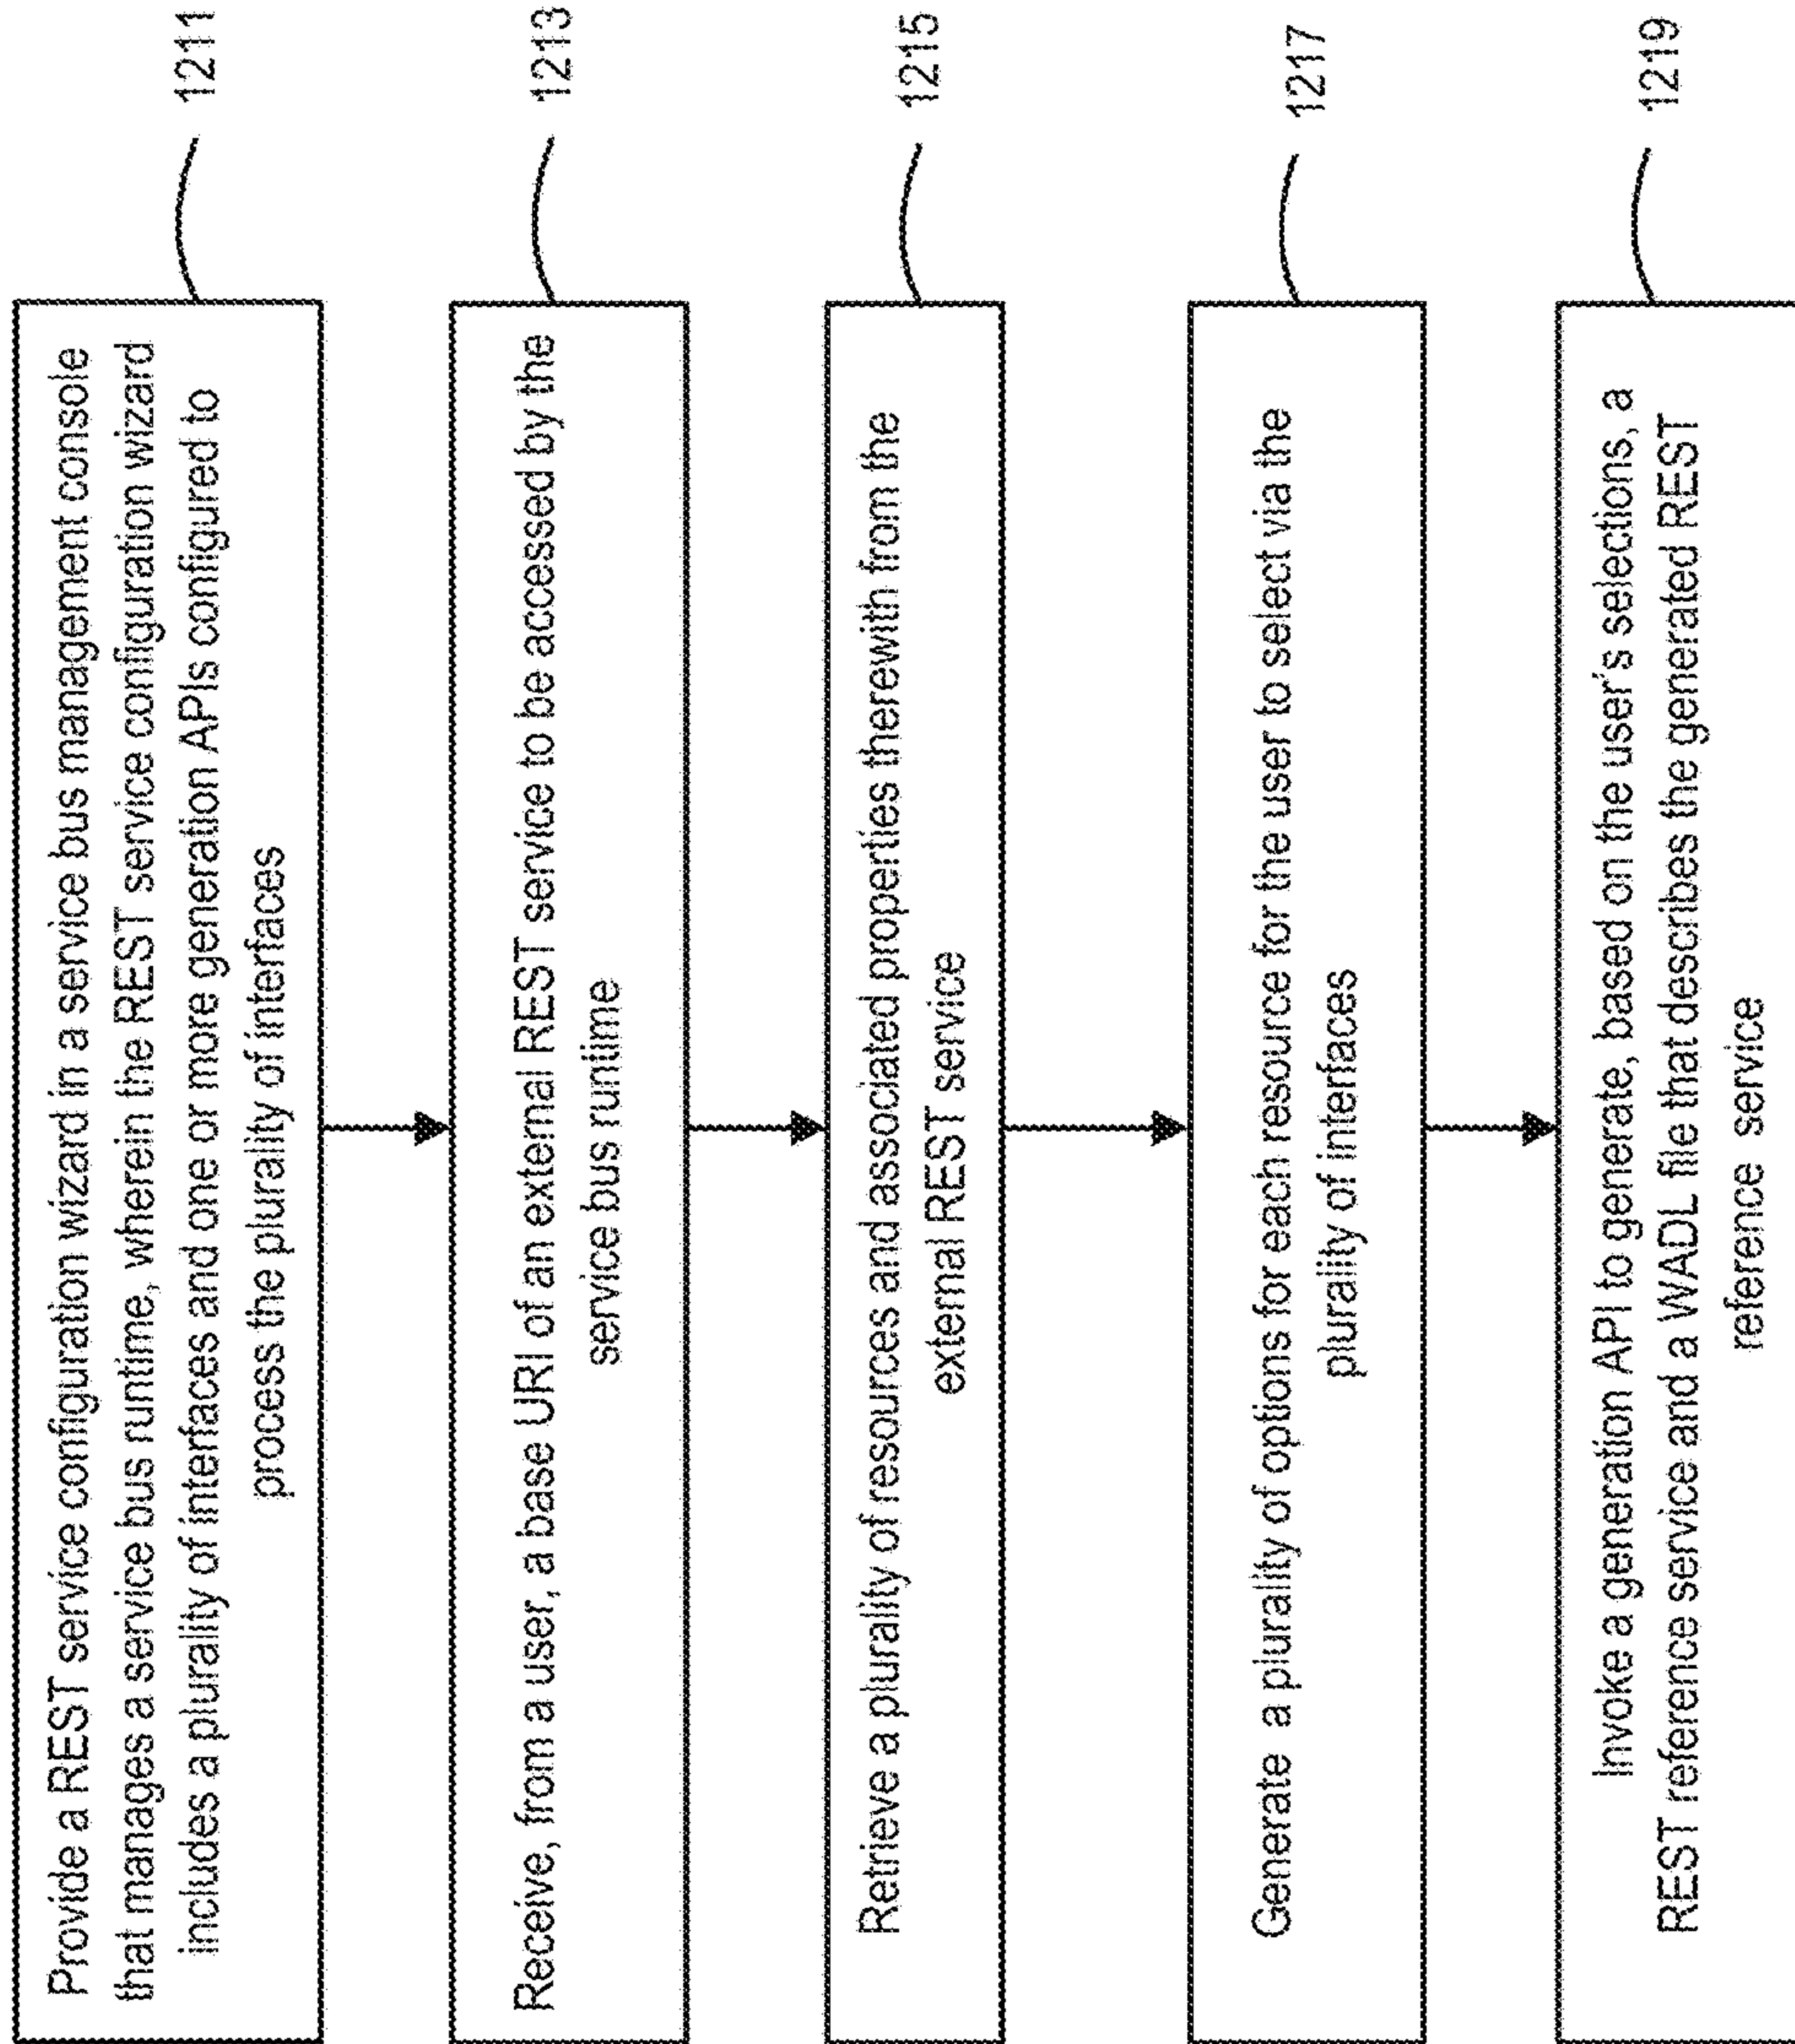 Provide a REST service configuration wizard in a service bus management console
that manages a service bus runtime, wherein the REST service configuration wizard
includes a plurality of interfaces and one or more generation APIs configured to
process the plurality of interfaces
1211
Receive, from a user, a base URI of an external REST service to be accessed by the
service bus runtime
1213
Retrieve a plurality of resources and associated properties therewith from the
external REST service
1215
Generate a plurality of options for each resource for the user to select via the
plurality of interfaces
1217
Invoke a generation API to generate, based on the user's selections, a
REST reference service and a WADL file that describes the generated REST
reference service
1219